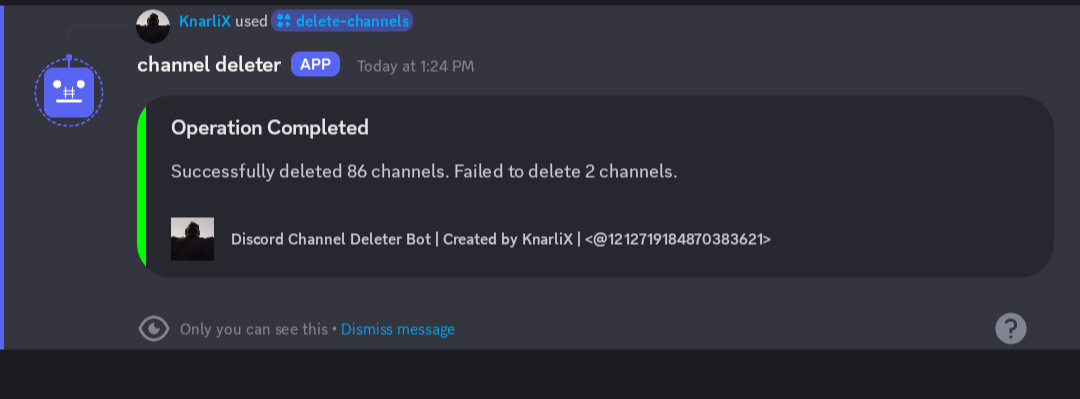 KnarliX used delete-channels
channel deleter APP Today at 1:24 PM
Operation Completed
Successfully deleted 86 channels. Failed to delete 2 channels.
Discord Channel Deleter Bot | Created by KnarliX | <@1212719184870383621>
Only you can see this • Dismiss message
?